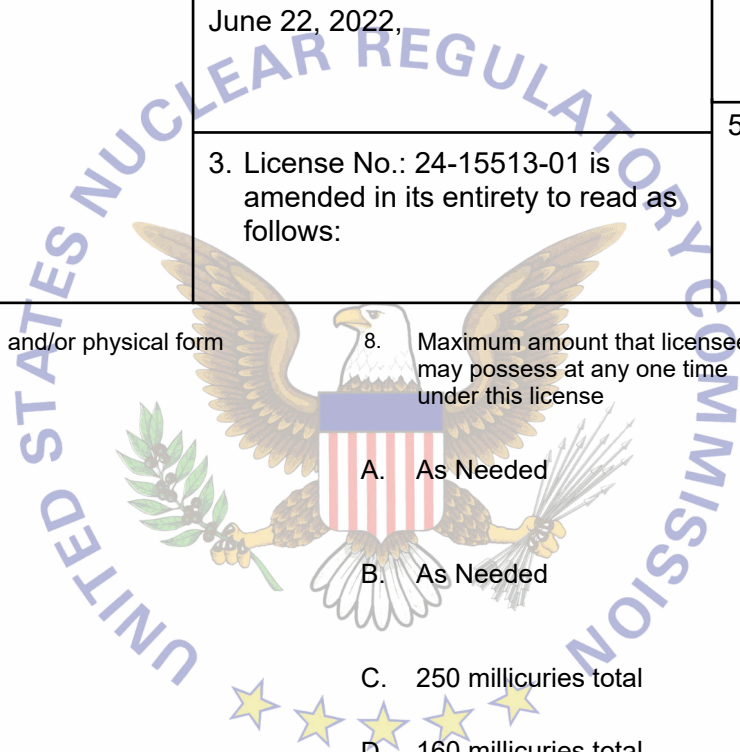 June 22, 2022,
5
3. License No.: 24-15513-01 is
amended in its entirety to read as
follows:
and/or physical form
8. Maximum amount that licensee
may possess at any one time
under this license
A. As Needed
B. As Needed
C. 250 millicuries total
D. 160 millicuries total
UNITED STATES NUCLEAR REGULATORY COMMISSION